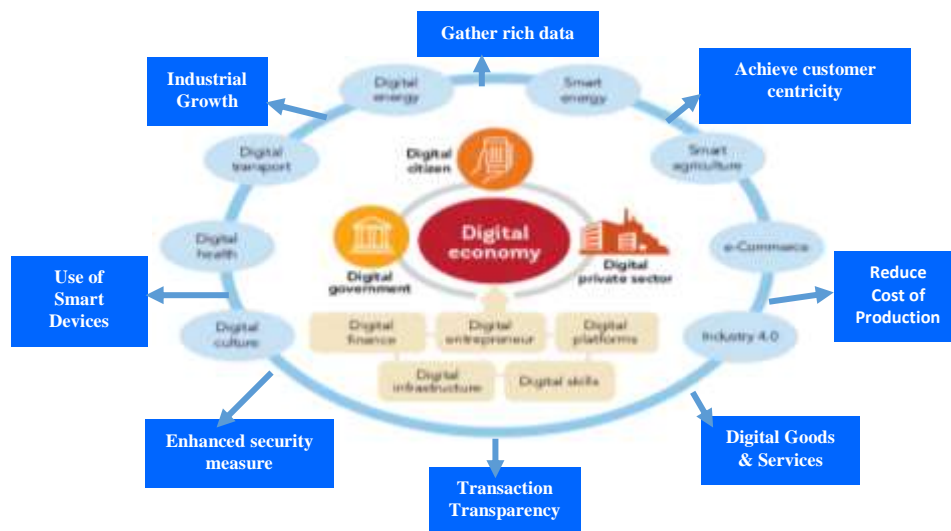 Gather rich data
Industrial
Growth
Achieve customer
centricity
Digital
energy
Smart
energy
Digital
transport
Digital
citizen
Smart
agriculture
Digital
health
Digital
economy
e-Commerce
Digital
government
Digital
private sector
Use of
Smart
Devices
Reduce
Cost of
Production
Digital
culture
Digital
finance
Digital
entrepreneur
Digital
platforms
Industry 4.0
Digital
infrastructure
Digital skills
Enhanced security
measure
Digital Goods
& Services
Transaction
Transparency